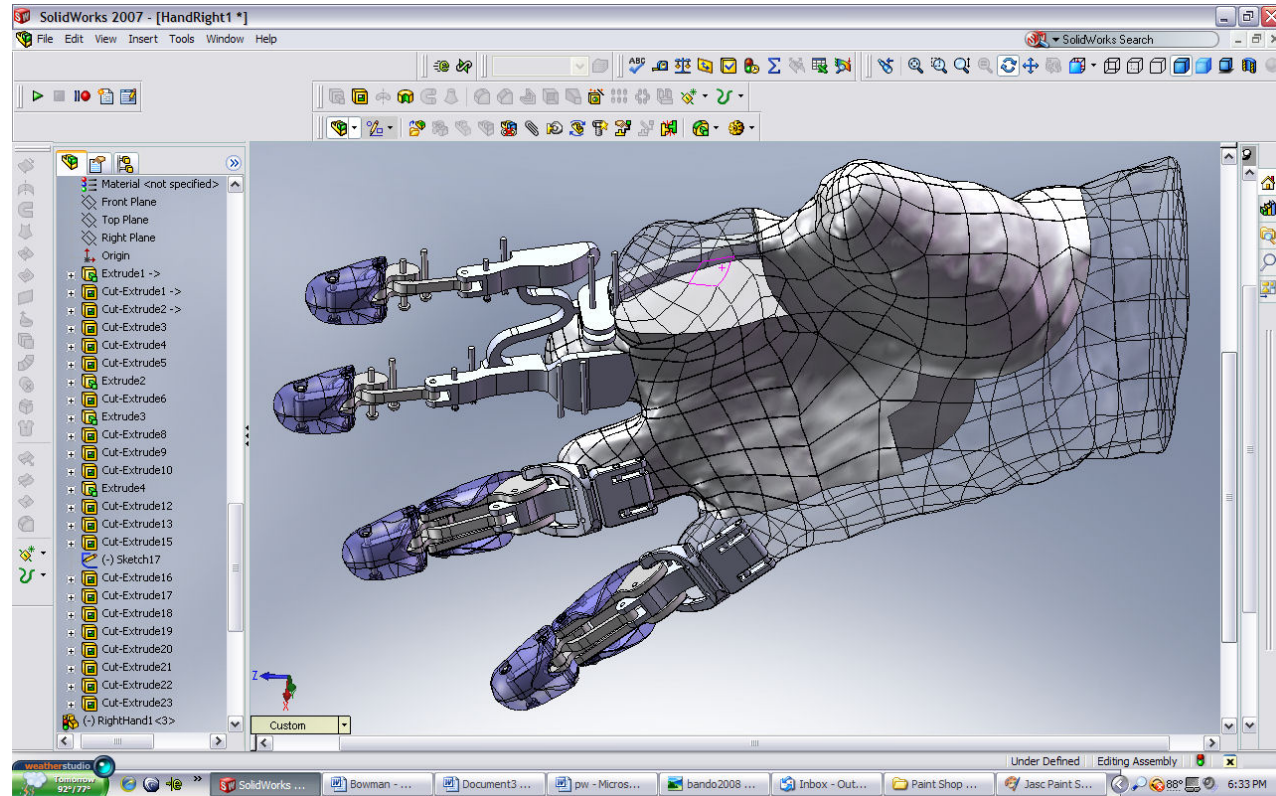 SolidWorks 2007 - [HandRight1 *]
File Edit View Insert Tools Window Help
SolidWorks Search
Material <not specified>
Front Plane
Top Plane
Right Plane
Origin
Extrude1 ->
Cut-Extrude1 ->
Cut-Extrude2 ->
Cut-Extrude3
Cut-Extrude4
Cut-Extrude5
Extrude2
Cut-Extrude6
Extrude3
Cut-Extrude8
Cut-Extrude9
Cut-Extrude10
Extrude4
Cut-Extrude12
Cut-Extrude13
Cut-Extrude15
(-) Sketch17
Cut-Extrude16
Cut-Extrude17
Cut-Extrude18
Cut-Extrude19
Cut-Extrude20
Cut-Extrude21
Cut-Extrude22
Cut-Extrude23
(-) RightHand1<3>
Z
X
Custom
Under Defined Editing Assembly
weatherstudio
Tomorrow
92°/77°
SolidWorks ...
Bowman - ...
Document3 ...
pw - Micros...
bando2008 ...
Inbox - Out...
Paint Shop ...
Jasc Paint S...
88°
6:33 PM